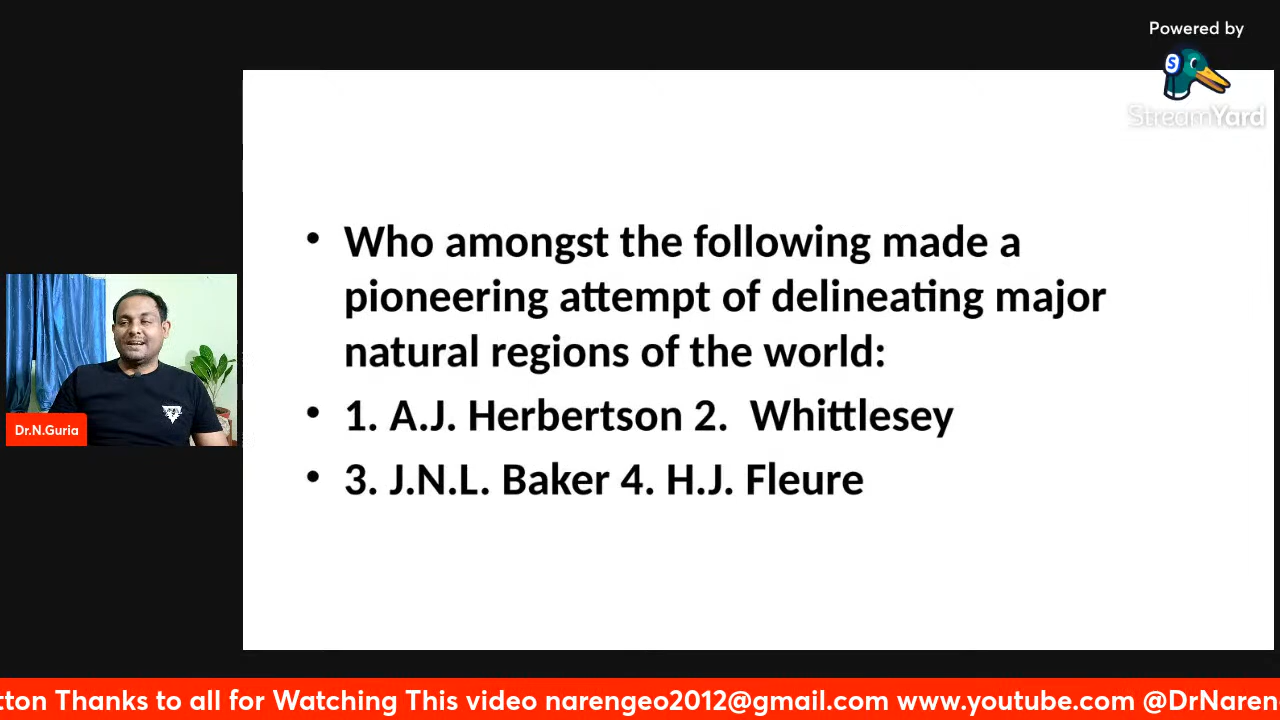 Powered by
StreamYard
• Who amongst the following made a
pioneering attempt of delineating major
natural regions of the world:
• 1. A.J. Herbertson 2. Whittlesey
• 3. J.N.L. Baker 4. H.J. Fleure
Dr.N.Guria
tton Thanks to all for Watching This video narengeo2012@gmail.com www.youtube.com @DrNaren